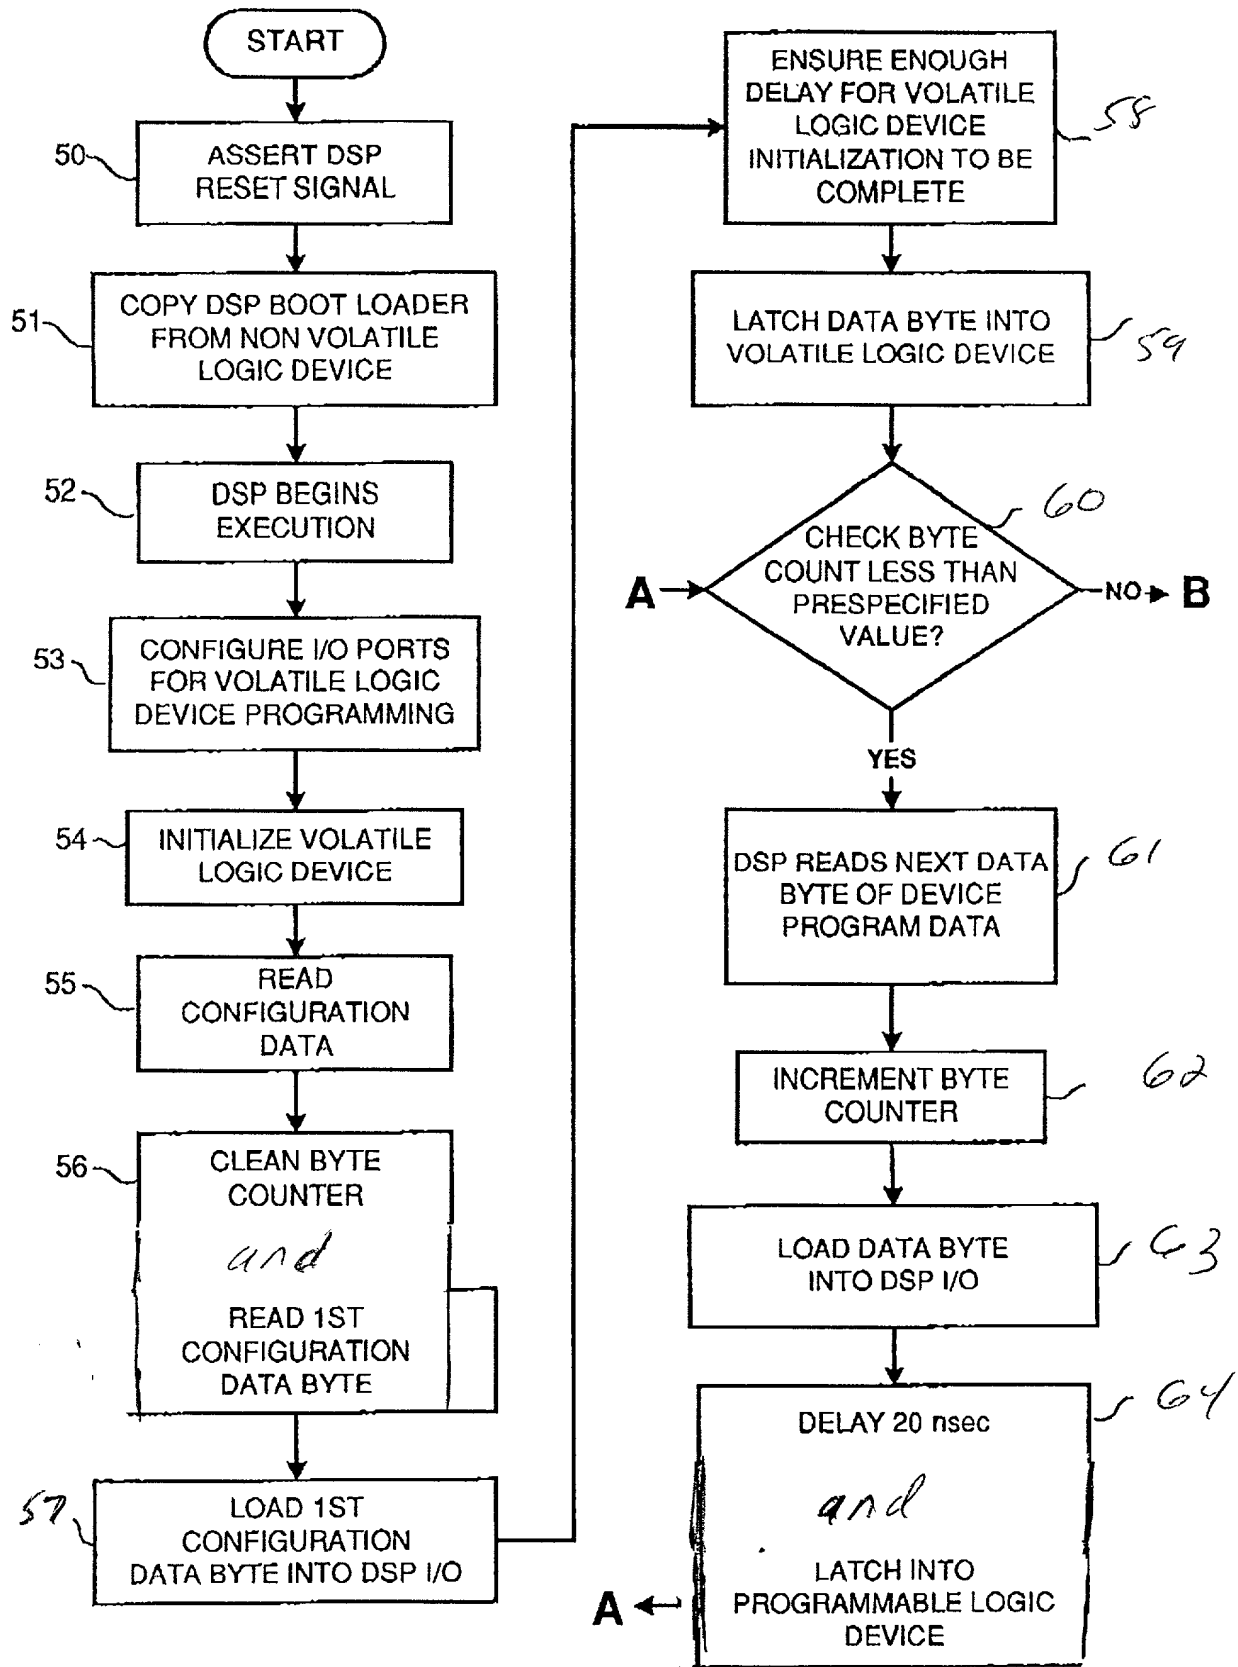 START
50
ASSERT DSP
RESET SIGNAL
51
COPY DSP BOOT LOADER
FROM NON VOLATILE
LOGIC DEVICE
52
DSP BEGINS
EXECUTION
53
CONFIGURE I/O PORTS
FOR VOLATILE LOGIC
DEVICE PROGRAMMING
54
INITIALIZE VOLATILE
LOGIC DEVICE
55
READ
CONFIGURATION
DATA
56
CLEAN BYTE
COUNTER
and
READ 1ST
CONFIGURATION
DATA BYTE
57
LOAD 1ST
CONFIGURATION
DATA BYTE INTO DSP I/O
ENSURE ENOUGH
DELAY FOR VOLATILE
LOGIC DEVICE
INITIALIZATION TO BE
COMPLETE
58
LATCH DATA BYTE INTO
VOLATILE LOGIC DEVICE
59
60
CHECK BYTE
COUNT LESS THAN
PRESPECIFIED
VALUE?
A
NO
B
YES
DSP READS NEXT DATA
BYTE OF DEVICE
PROGRAM DATA
61
INCREMENT BYTE
COUNTER
62
LOAD DATA BYTE
INTO DSP I/O
63
DELAY 20 nsec
and
LATCH INTO
PROGRAMMABLE LOGIC
DEVICE
64
A